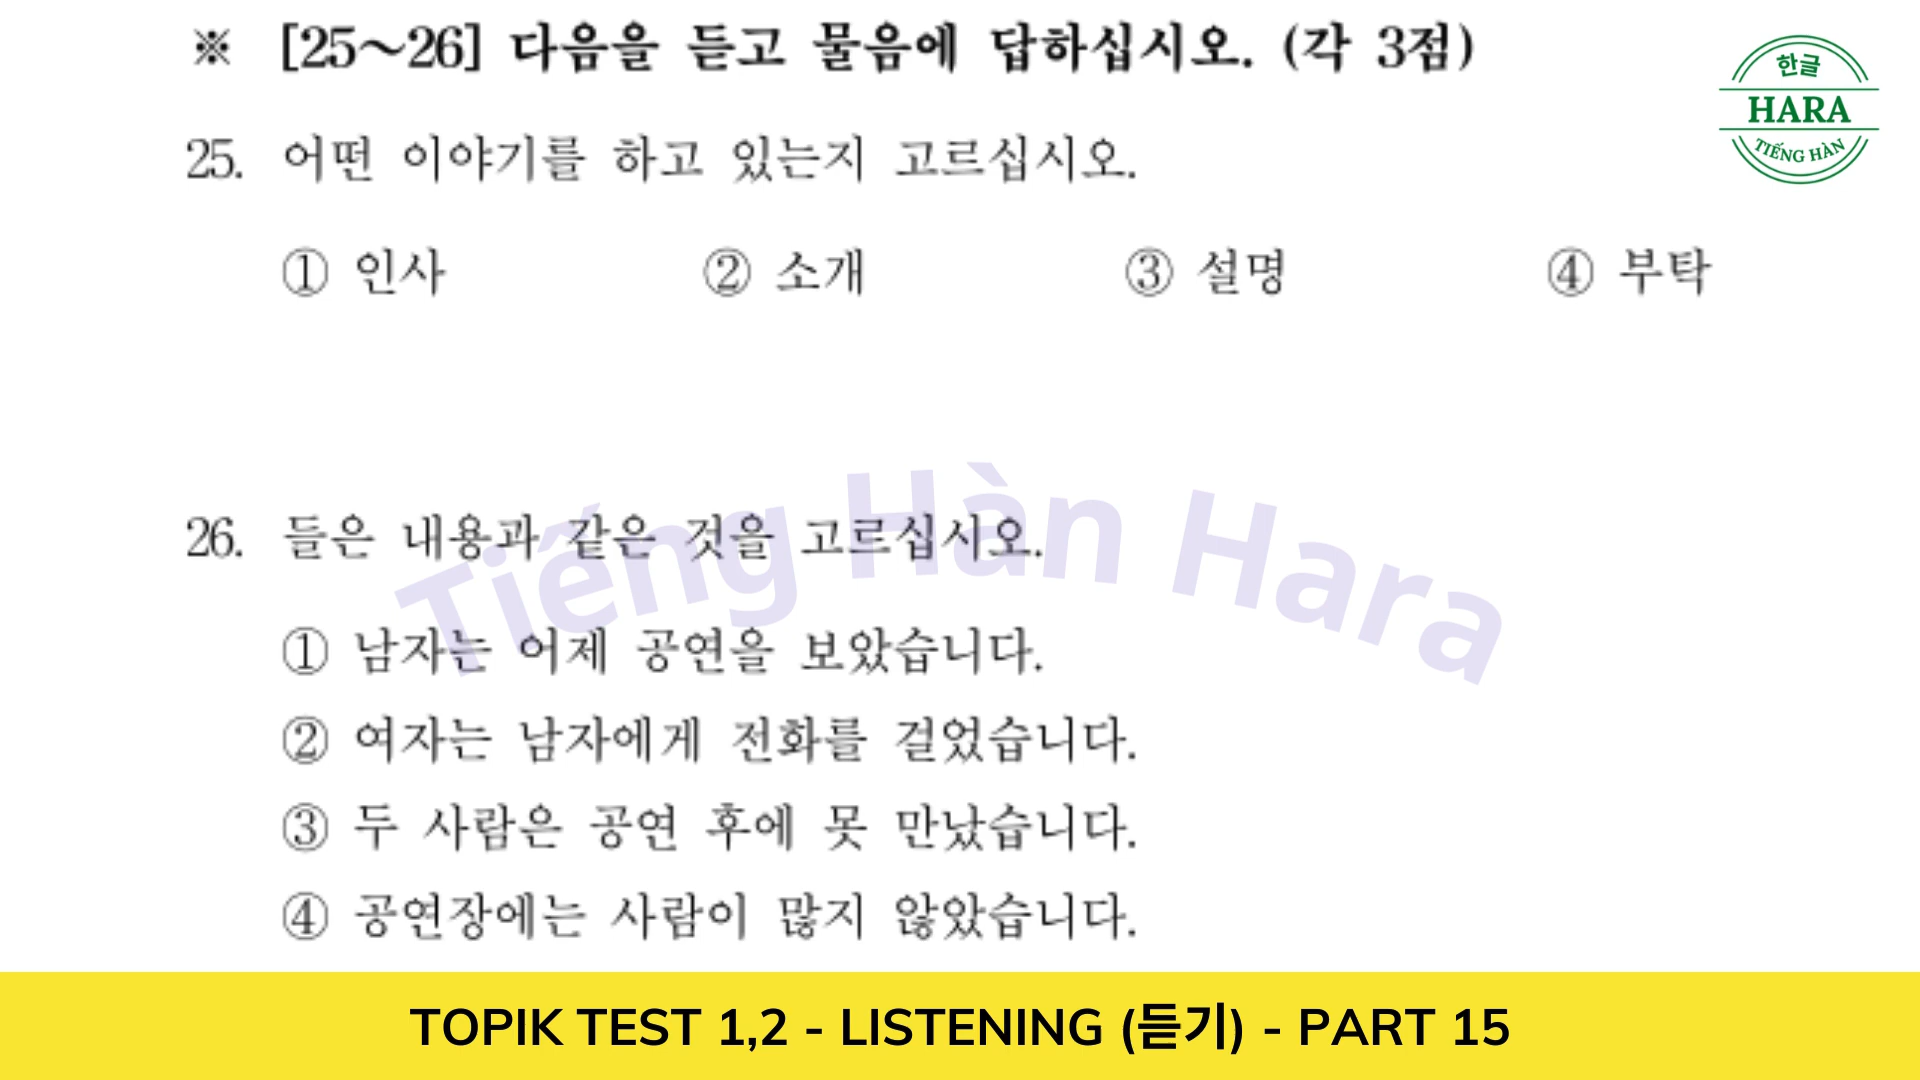 ※ [25～26] 다음을 듣고 물음에 답하십시오. (각 3점)
한글
HARA
TIẾNG HÀN
25. 어떤 이야기를 하고 있는지 고르십시오.
① 인사 ② 소개 ③ 설명 ④ 부탁
Tiếng Hàn Hara
26. 들은 내용과 같은 것을 고르십시오.
① 남자는 어제 공연을 보았습니다.
② 여자는 남자에게 전화를 걸었습니다.
③ 두 사람은 공연 후에 못 만났습니다.
④ 공연장에는 사람이 많지 않았습니다.
TOPIK TEST 1,2 - LISTENING (듣기) - PART 15